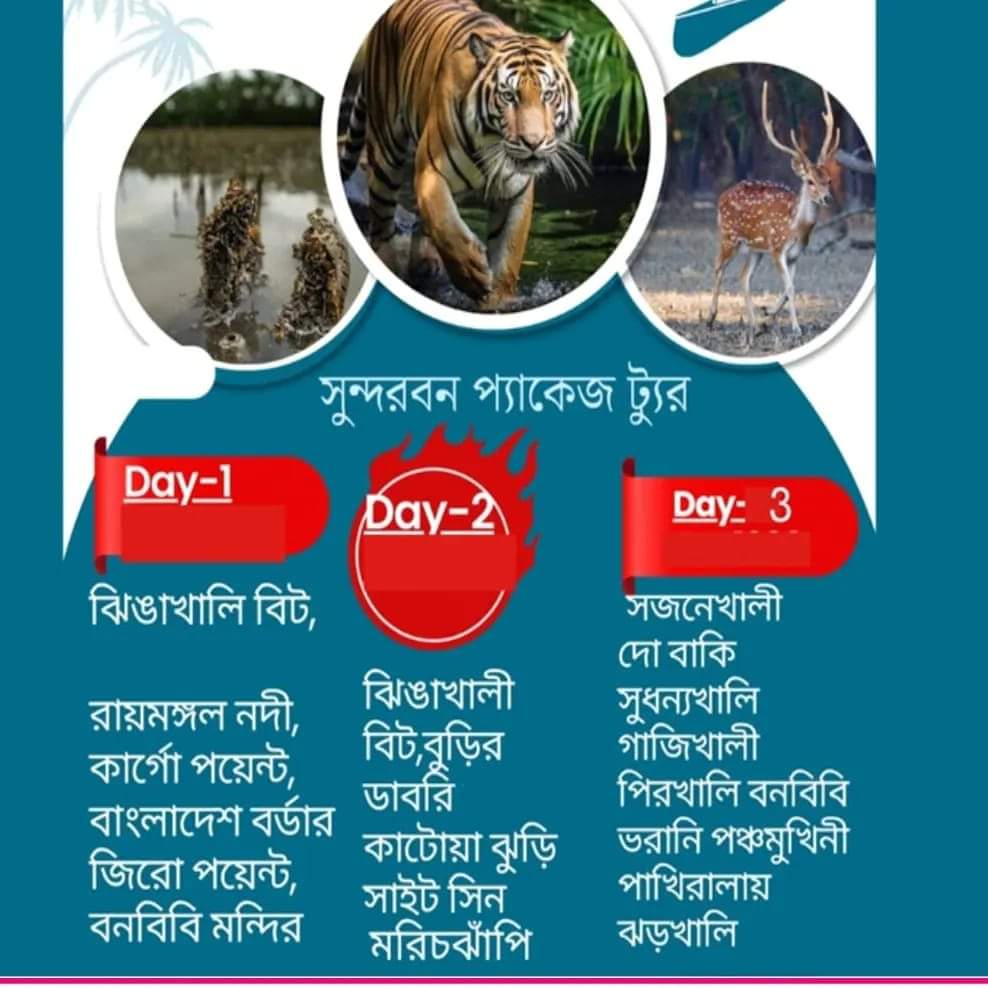 সুন্দরবন প্যাকেজ ট্যুর
Day-1
ঝিঙাখালি বিট,
রায়মঙ্গল নদী,
কার্গো পয়েন্ট,
বাংলাদেশ বর্ডার
জিরো পয়েন্ট,
বনবিবি মন্দির
Day-2
ঝিঙাখালী
বিট,বুড়ির
ডাবরি
কাটোয়া ঝুড়ি
সাইট সিন
মরিচঝাঁপি
Day- 3
সজনেখালী
দো বাকি
সুধন্যখালি
গাজিখালী
পিরখালি বনবিবি
ভরানি পঞ্চমুখিনী
পাখিরালায়
ঝড়খালি